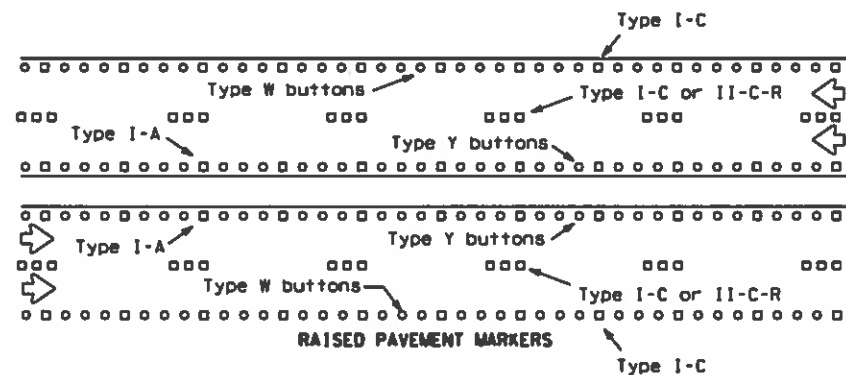 Type I-C
Type W buttons
Type I-C or II-C-R
Type I-A
Type Y buttons
Type I-A
Type Y buttons
Type W buttons
Type I-C or II-C-R
RAISED PAVEMENT MARKERS
Type I-C